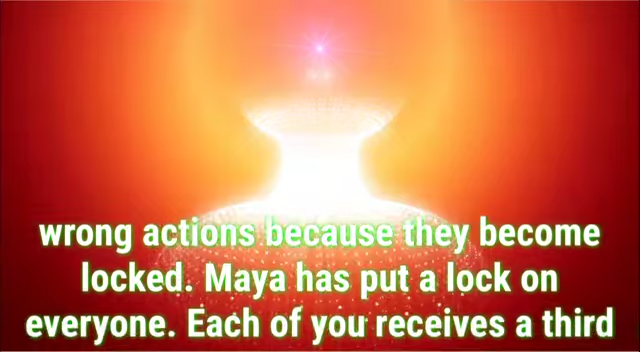 wrong actions because they become
locked. Maya has put a lock on
everyone. Each of you receives a third